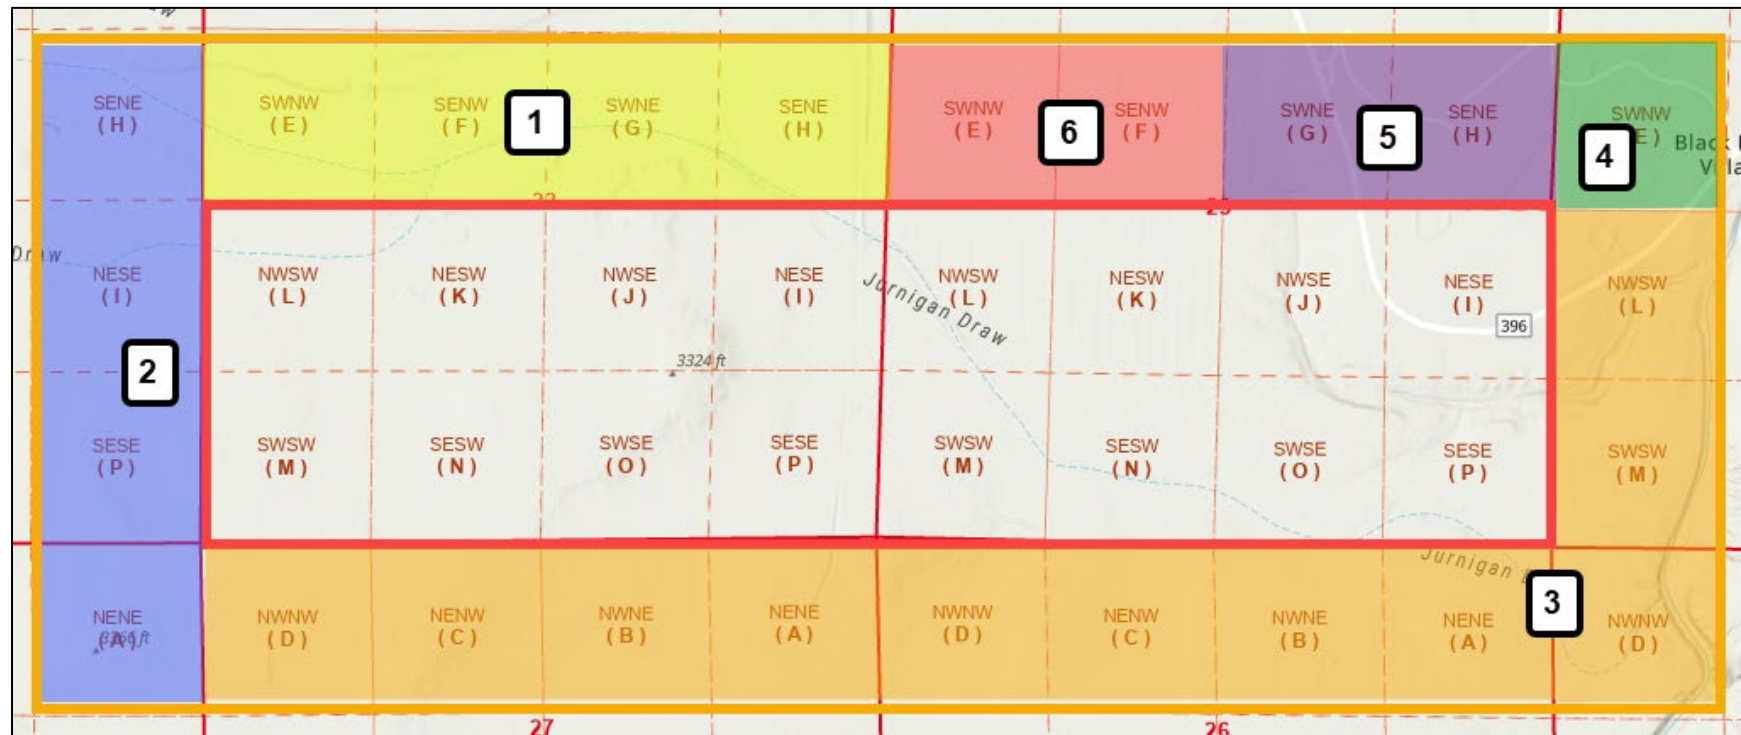 SENE SWNW SENW SWNE SENE SWNW SENW SWNE SENE SWNW
(H) (E) (F) 1 (G) (H) (E) 6 (F) (G) 5 (H) 4 E)
Black
Draw
NESE NWSW NESW NWSE NESE NWSW NESW NWSE NESE NWSW
(I) (L) (K) (J) (I) (L) (K) (J) (I) (L)
Jurnigan Draw
396
2
3324 ft
SESE SWSW SESW SWSE SESE SWSW SESW SWSE SESE SWSW
(P) (M) (N) (O) (P) (M) (N) (O) (P) (M)
Jurnigan
3
NENE NWNW NENW NWNE NENE NWNW NENW NWNE NENE NWNW
(A) (D) (C) (B) (A) (D) (C) (B) (A) (D)
27 26